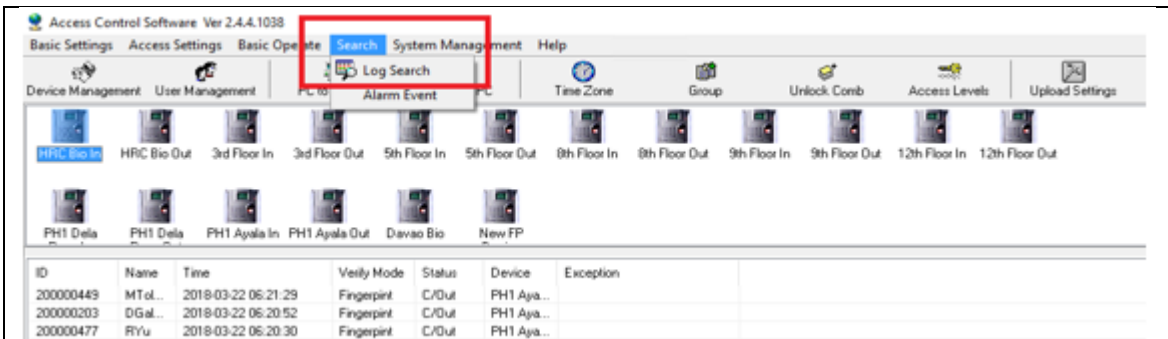 Access Control Software Ver 2.4.4.1038
Basic Settings Access Settings Basic Operate Search System Management Help
Log Search
Device Management User Management PC to PC Time Zone Group Unlock Comb Access Levels Upload Settings
Alarm Event
HRC Bio In HRC Bio Out 3rd Floor In 3rd Floor Out 5th Floor In 5th Floor Out 8th Floor In 8th Floor Out 9th Floor In 9th Floor Out 12th Floor In 12th Floor Out
PH1 Dela PH1 Dela PH1 Ayala In PH1 Ayala Out Davao Bio New FP
ID Name Time Verify Mode Status Device Exception
200000449 MTol... 2018-03-22 06:21:29 Fingerpint C/Out PH1 Aya...
200000203 DGal... 2018-03-22 06:20:52 Fingerpint C/Out PH1 Aya...
200000477 RYu 2018-03-22 06:20:30 Fingerpint C/Out PH1 Aya...